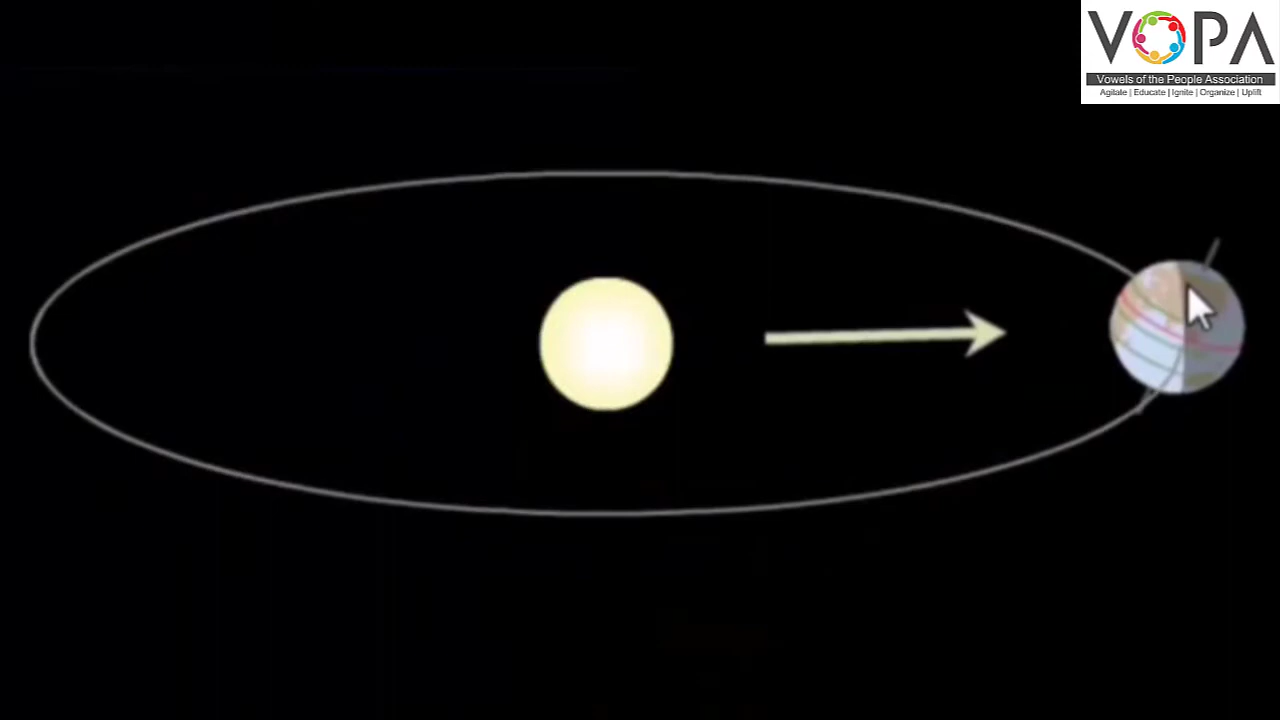 VOPA
Vowels of the People Association
Agitate | Educate | Ignite | Organize | Uplift